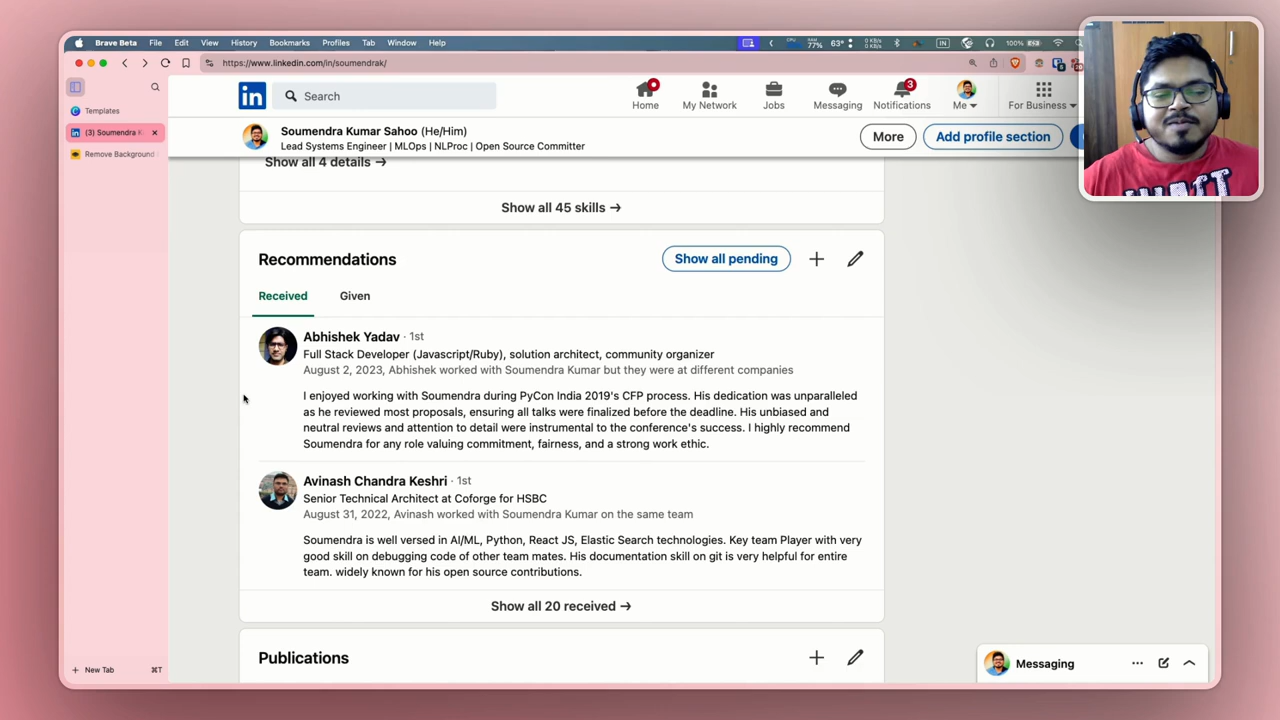 Brave Beta File Edit View History Bookmarks Profiles Tab Window Help
77% 63° 0 KB/s 0 KB/s IN 100%
https://www.linkedin.com/in/soumendrak/
Templates
(3) Soumendra K
Remove Background
in Search
Home My Network Jobs Messaging 3 Notifications Me For Business
Soumendra Kumar Sahoo (He/Him)
Lead Systems Engineer | MLOps | NLProc | Open Source Committer
More Add profile section
Show all 4 details →
Show all 45 skills →
Recommendations
Show all pending
Received Given
Abhishek Yadav · 1st
Full Stack Developer (Javascript/Ruby), solution architect, community organizer
August 2, 2023, Abhishek worked with Soumendra Kumar but they were at different companies
I enjoyed working with Soumendra during PyCon India 2019's CFP process. His dedication was unparalleled
as he reviewed most proposals, ensuring all talks were finalized before the deadline. His unbiased and
neutral reviews and attention to detail were instrumental to the conference's success. I highly recommend
Soumendra for any role valuing commitment, fairness, and a strong work ethic.
Avinash Chandra Keshri · 1st
Senior Technical Architect at Coforge for HSBC
August 31, 2022, Avinash worked with Soumendra Kumar on the same team
Soumendra is well versed in AI/ML, Python, React JS, Elastic Search technologies. Key team Player with very
good skill on debugging code of other team mates. His documentation skill on git is very helpful for entire
team. widely known for his open source contributions.
Show all 20 received →
Publications
Messaging
+ New Tab ⌘T